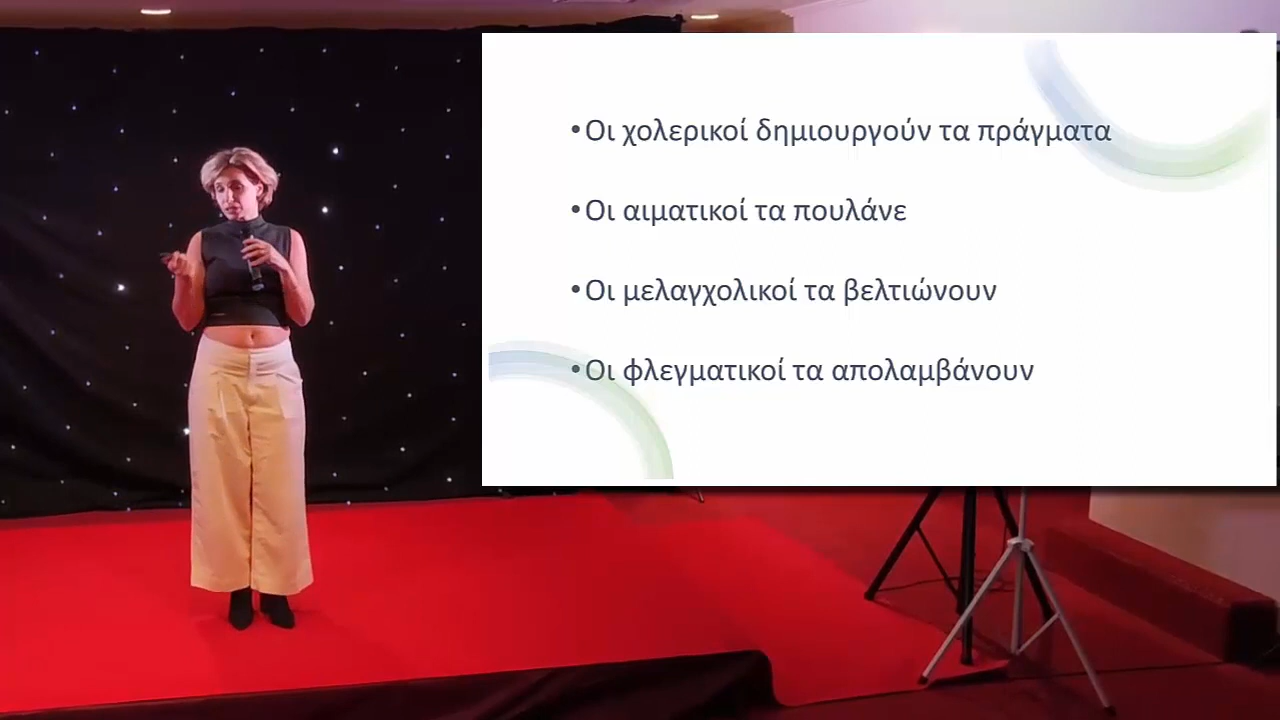 •Οι χολερικοί δημιουργούν τα πράγματα
•Οι αιματικοί τα πουλάνε
•Οι μελαγχολικοί τα βελτιώνουν
•Οι φλεγματικοί τα απολαμβάνουν